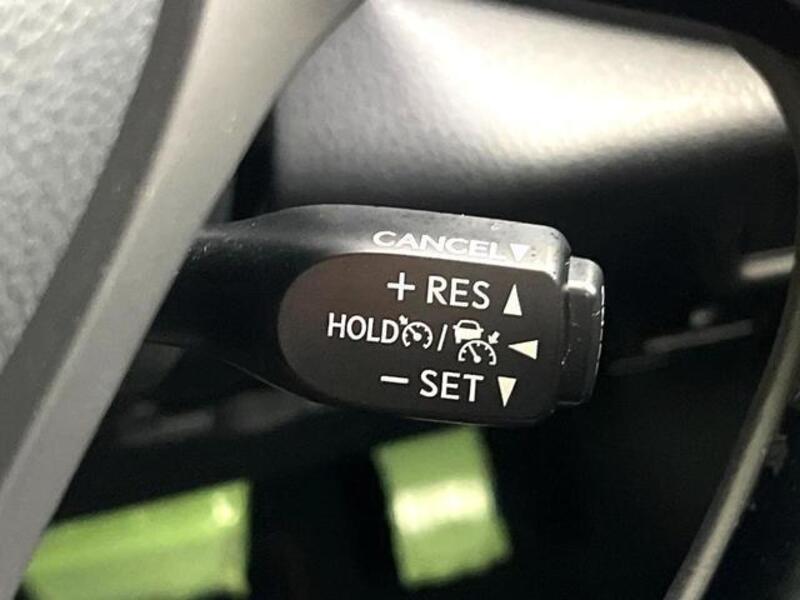 CANCEL▼
+ RES ▲
HOLD / ◀
− SET ▼